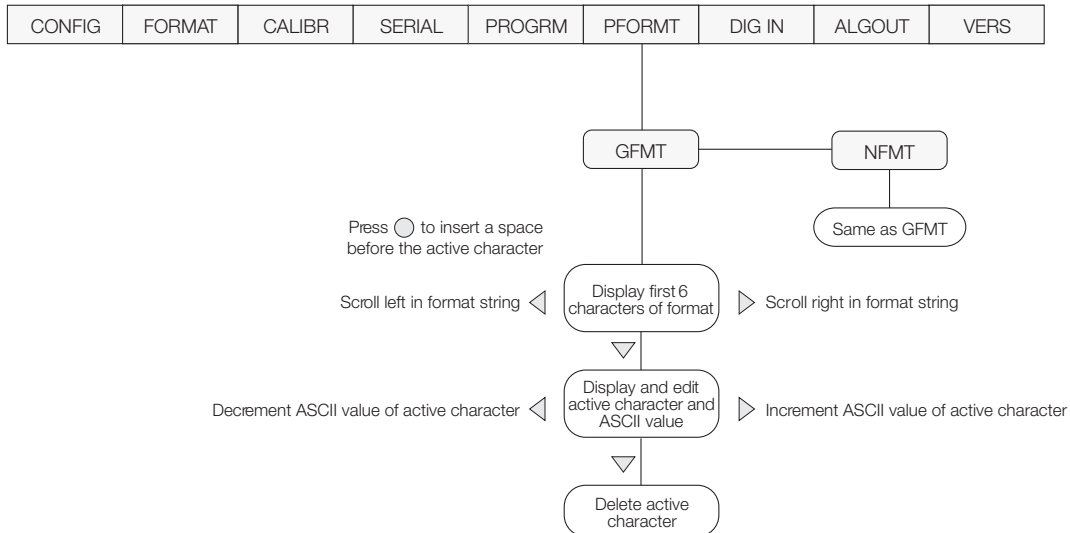 CONFIG FORMAT CALIBR SERIAL PROGRM PFORMT DIG IN ALGOUT VERS
GFMT NFMT
Same as GFMT
Press to insert a space
before the active character
Scroll left in format string
Display first 6
characters of format
Scroll right in format string
Decrement ASCII value of active character
Display and edit
active character and
ASCII value
Increment ASCII value of active character
Delete active
character